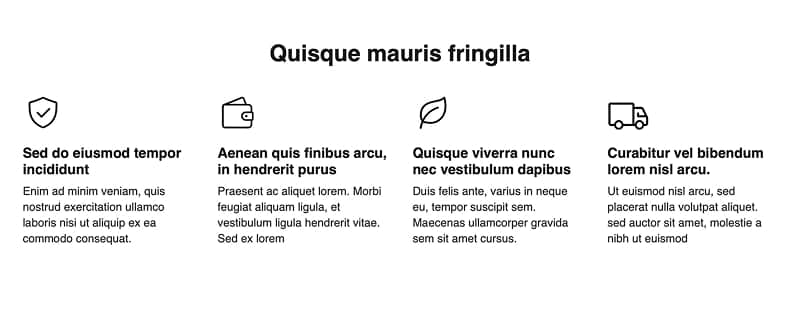 Quisque mauris fringilla
Sed do eiusmod tempor
incididunt
Enim ad minim veniam, quis
nostrud exercitation ullamco
laboris nisi ut aliquip ex ea
commodo consequat.
Aenean quis finibus arcu,
in hendrerit purus
Praesent ac aliquet lorem. Morbi
feugiat aliquam ligula, et
vestibulum ligula hendrerit vitae.
Sed ex lorem
Quisque viverra nunc
nec vestibulum dapibus
Duis felis ante, varius in neque
eu, tempor suscipit sem.
Maecenas ullamcorper gravida
sem sit amet cursus.
Curabitur vel bibendum
lorem nisl arcu.
Ut euismod nisl arcu, sed
placerat nulla volutpat aliquet.
sed auctor sit amet, molestie a
nibh ut euismod